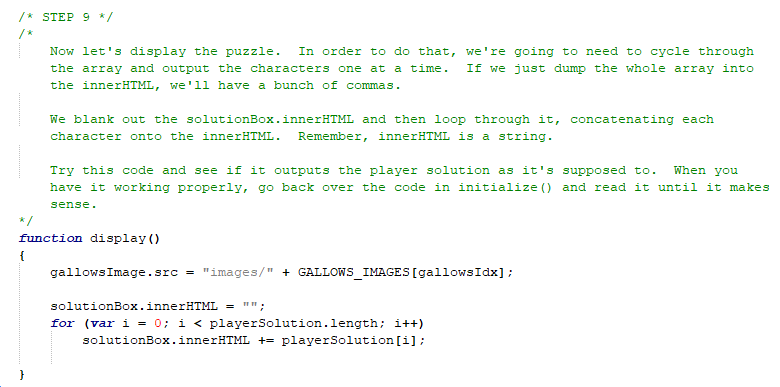 /* STEP 9 */
/*
Now let's display the puzzle.  In order to do that, we're going to need to cycle through
the array and output the characters one at a time.  If we just dump the whole array into
the innerHTML, we'll have a bunch of commas.
We blank out the solutionBox.innerHTML and then loop through it, concatenating each
character onto the innerHTML.  Remember, innerHTML is a string.
Try this code and see if it outputs the player solution as it's supposed to.  When you
have it working properly, go back over the code in initialize() and read it until it makes
sense.
*/
function display()
{
gallowsImage.src = "images/" + GALLOWS_IMAGES[gallowsIdx];
solutionBox.innerHTML = "";
for (var i = 0; i < playerSolution.length; i++)
solutionBox.innerHTML += playerSolution[i];
}